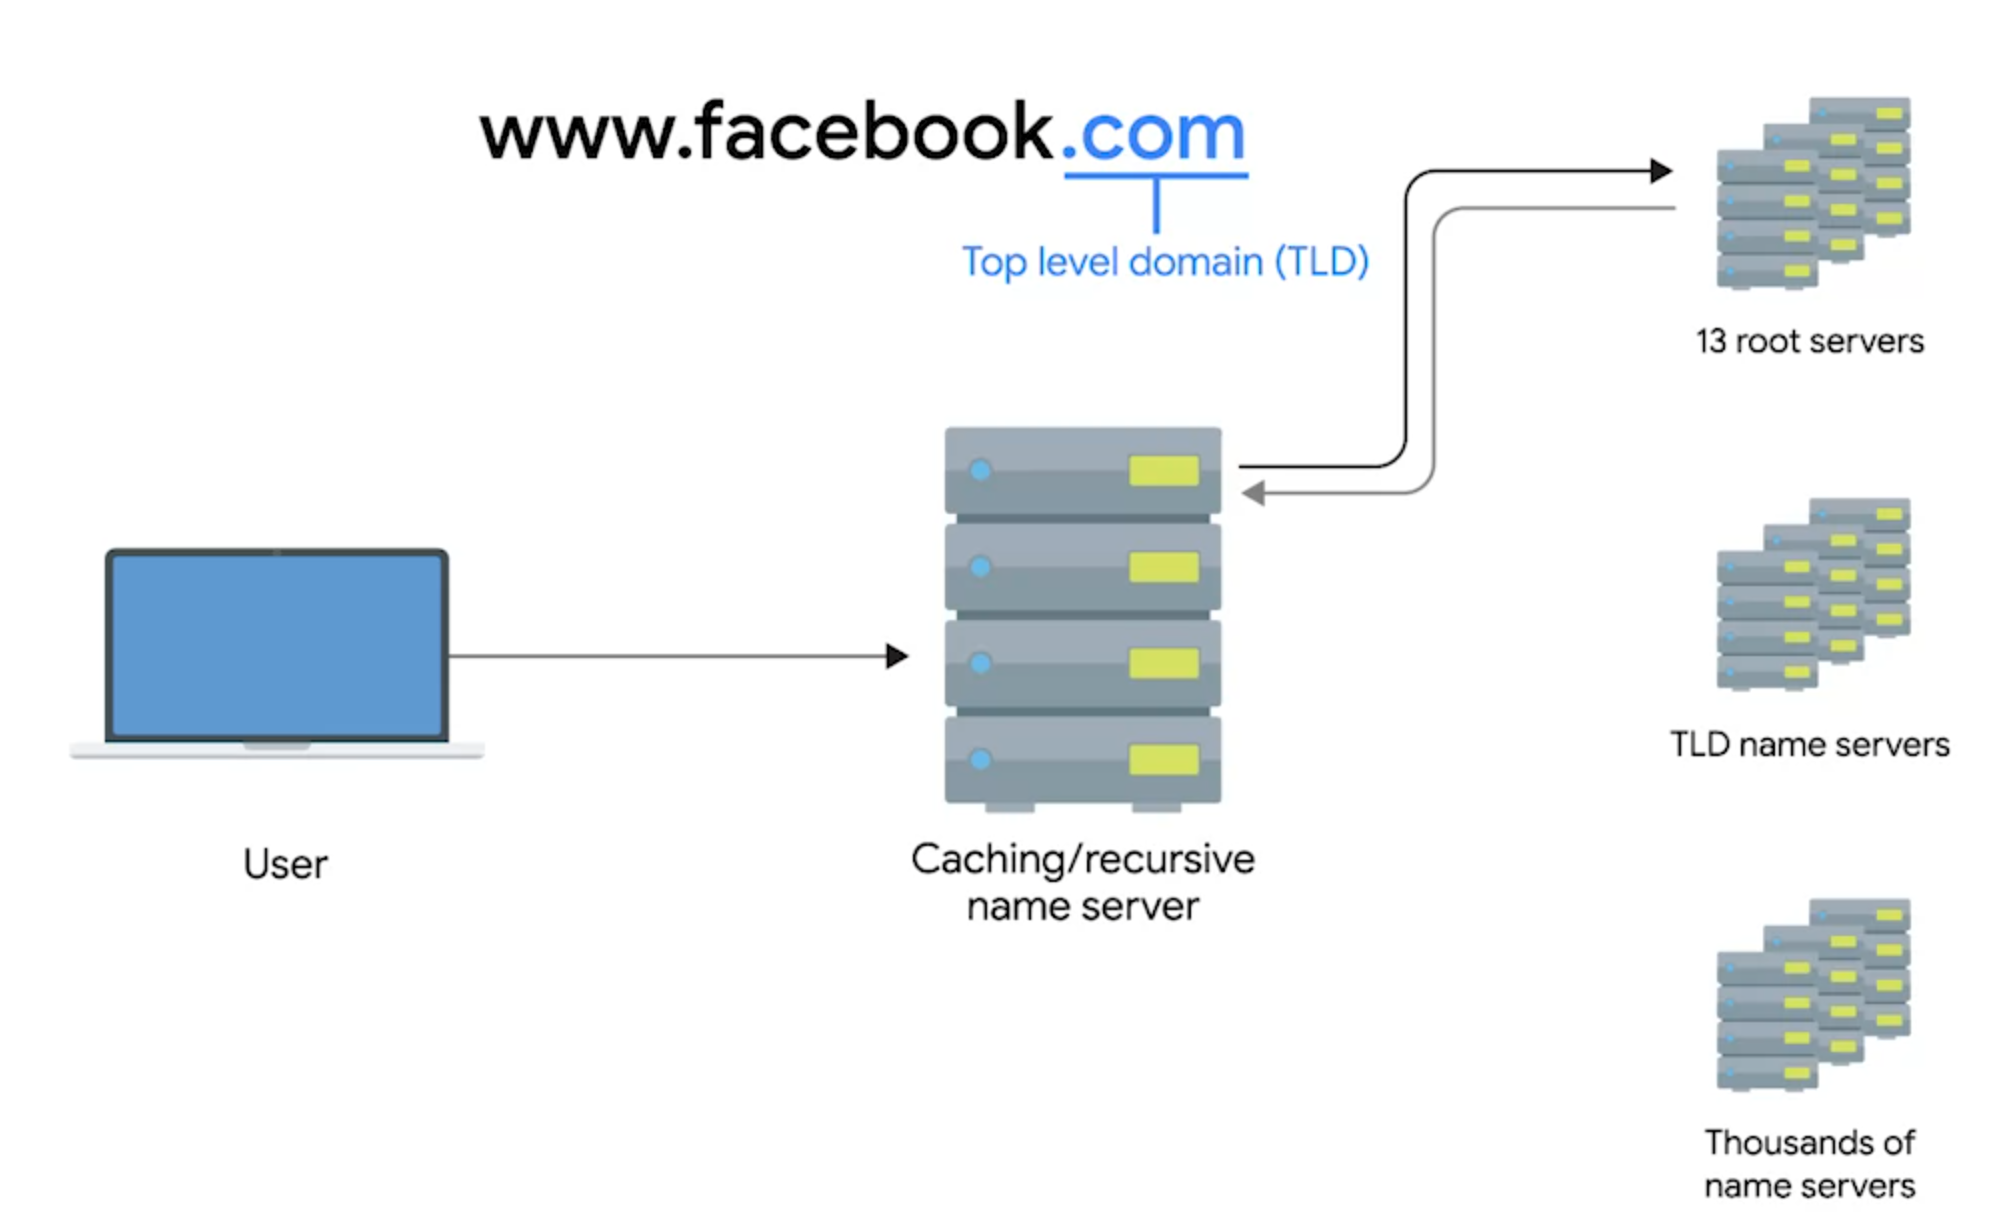 www.facebook.com
Top level domain (TLD)
13 root servers
TLD name servers
User
Caching/recursive
name server
Thousands of
name servers